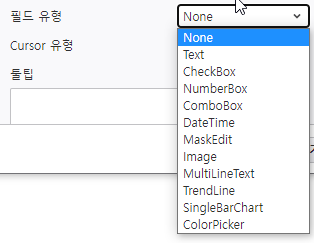 필드 유형 None
None
Cursor 유형
Text
CheckBox
툴팁
NumberBox
ComboBox
DateTime
MaskEdit
Image
MultiLineText
TrendLine
SingleBarChart
ColorPicker